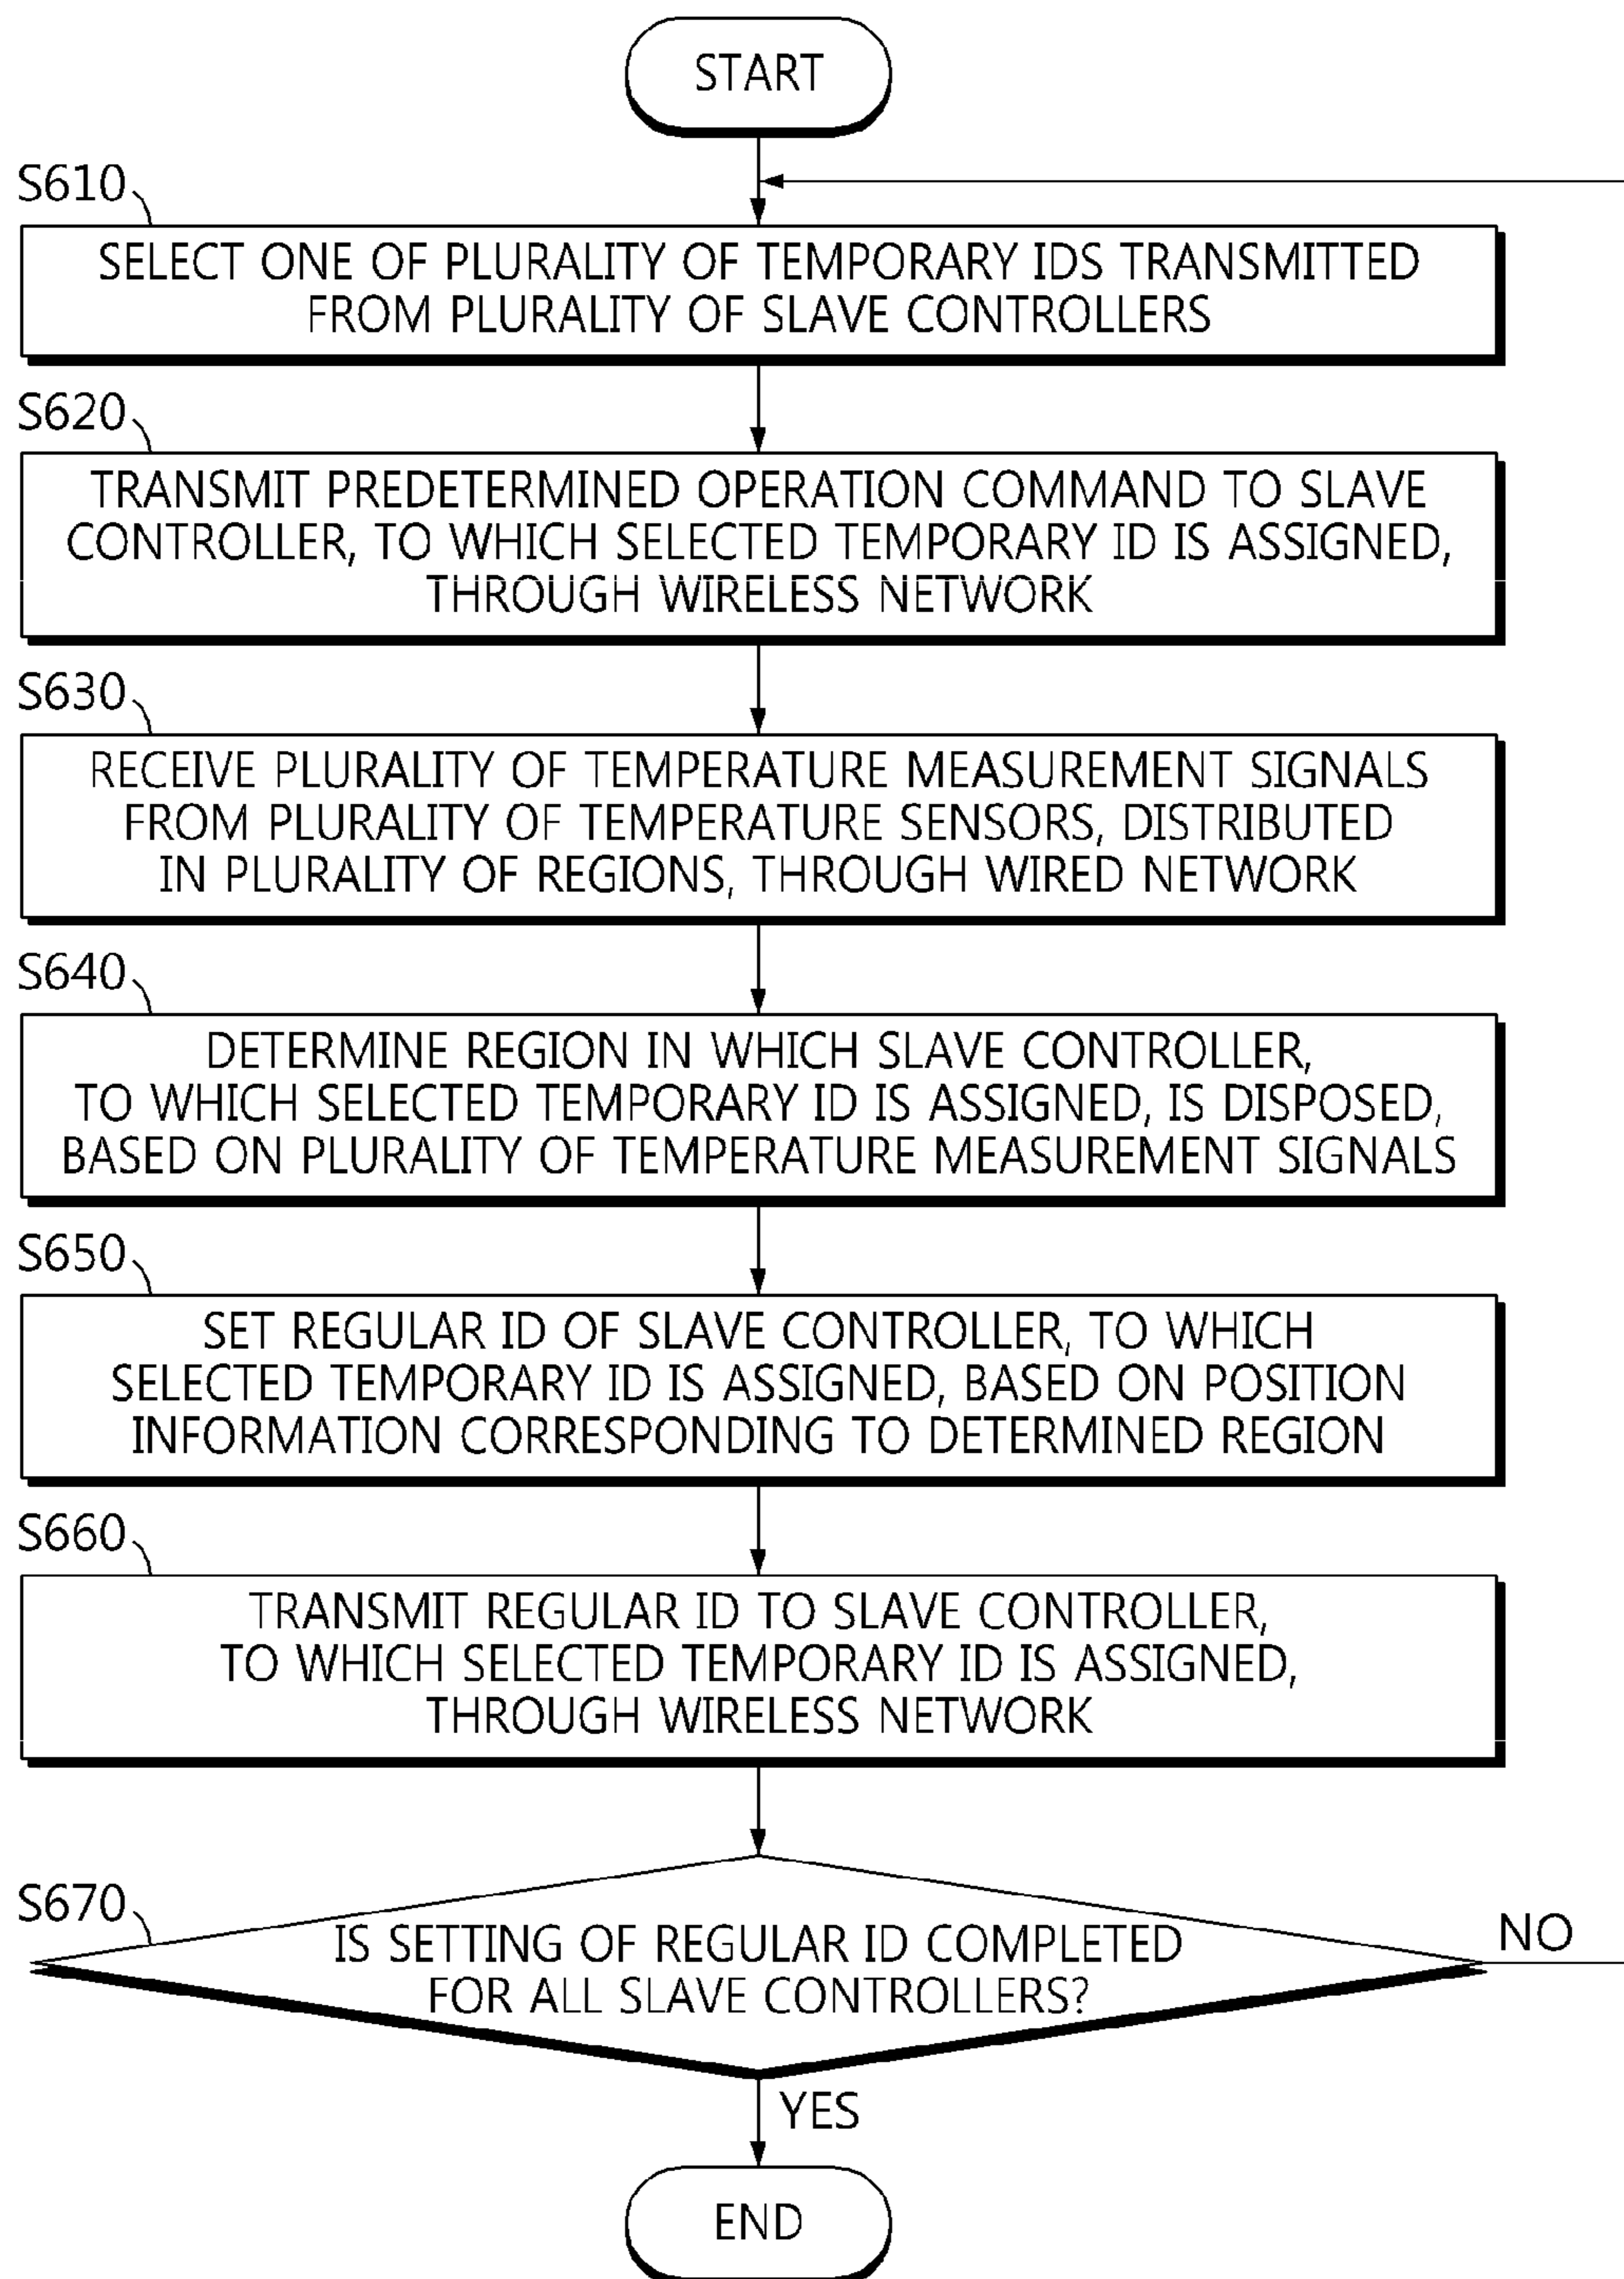 START
S610
SELECT ONE OF PLURALITY OF TEMPORARY IDS TRANSMITTED
FROM PLURALITY OF SLAVE CONTROLLERS
S620
TRANSMIT PREDETERMINED OPERATION COMMAND TO SLAVE
CONTROLLER, TO WHICH SELECTED TEMPORARY ID IS ASSIGNED,
THROUGH WIRELESS NETWORK
S630
RECEIVE PLURALITY OF TEMPERATURE MEASUREMENT SIGNALS
FROM PLURALITY OF TEMPERATURE SENSORS, DISTRIBUTED
IN PLURALITY OF REGIONS, THROUGH WIRED NETWORK
S640
DETERMINE REGION IN WHICH SLAVE CONTROLLER,
TO WHICH SELECTED TEMPORARY ID IS ASSIGNED, IS DISPOSED,
BASED ON PLURALITY OF TEMPERATURE MEASUREMENT SIGNALS
S650
SET REGULAR ID OF SLAVE CONTROLLER, TO WHICH
SELECTED TEMPORARY ID IS ASSIGNED, BASED ON POSITION
INFORMATION CORRESPONDING TO DETERMINED REGION
S660
TRANSMIT REGULAR ID TO SLAVE CONTROLLER,
TO WHICH SELECTED TEMPORARY ID IS ASSIGNED,
THROUGH WIRELESS NETWORK
S670
IS SETTING OF REGULAR ID COMPLETED
FOR ALL SLAVE CONTROLLERS?
NO
YES
END